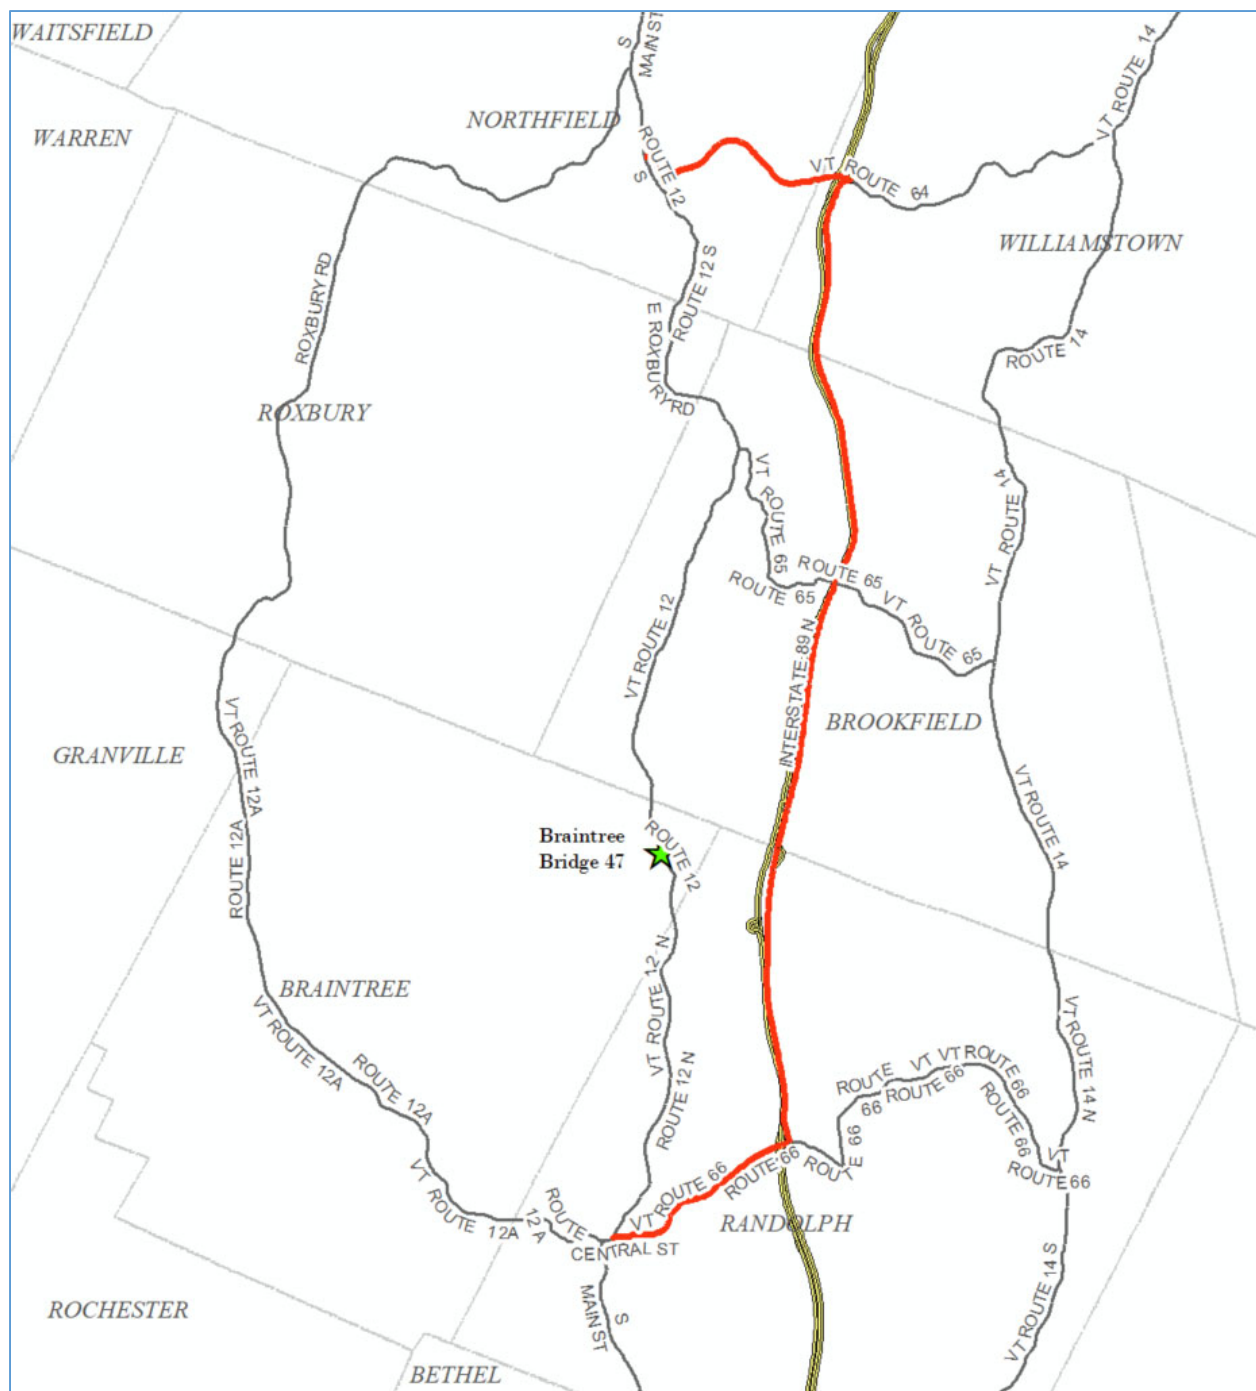 WAITSFIELD
S
MAIN ST
VT ROUTE 14
NORTHFIELD
WARREN
ROUTE 12
S
VT ROUTE 64
WILLIAMSTOWN
ROUTE 12 S
ROXBURY RD
E ROXBURY RD
ROUTE 14
ROXBURY
VT ROUTE 65
VT ROUTE 14
ROUTE 65
ROUTE 65
VT ROUTE 65
VT ROUTE 12
INTERSTATE 89 N
BROOKFIELD
VT ROUTE 12A
GRANVILLE
VT ROUTE 14
Braintree
Bridge 47
ROUTE 12
ROUTE 12A
VT ROUTE 12 N
BRAINTREE
VT ROUTE 12A
ROUTE 12A
ROUTE 12 N
VT ROUTE 14 N
ROUTE 66
VT ROUTE 66
VT ROUTE 66
ROUTE 66
ROUTE 66
VT ROUTE 66
ROUTE 66
VT ROUTE 66
VT ROUTE 12A
ROUTE 12A
RANDOLPH
CENTRAL ST
MAIN ST S
VT ROUTE 14 S
ROCHESTER
BETHEL